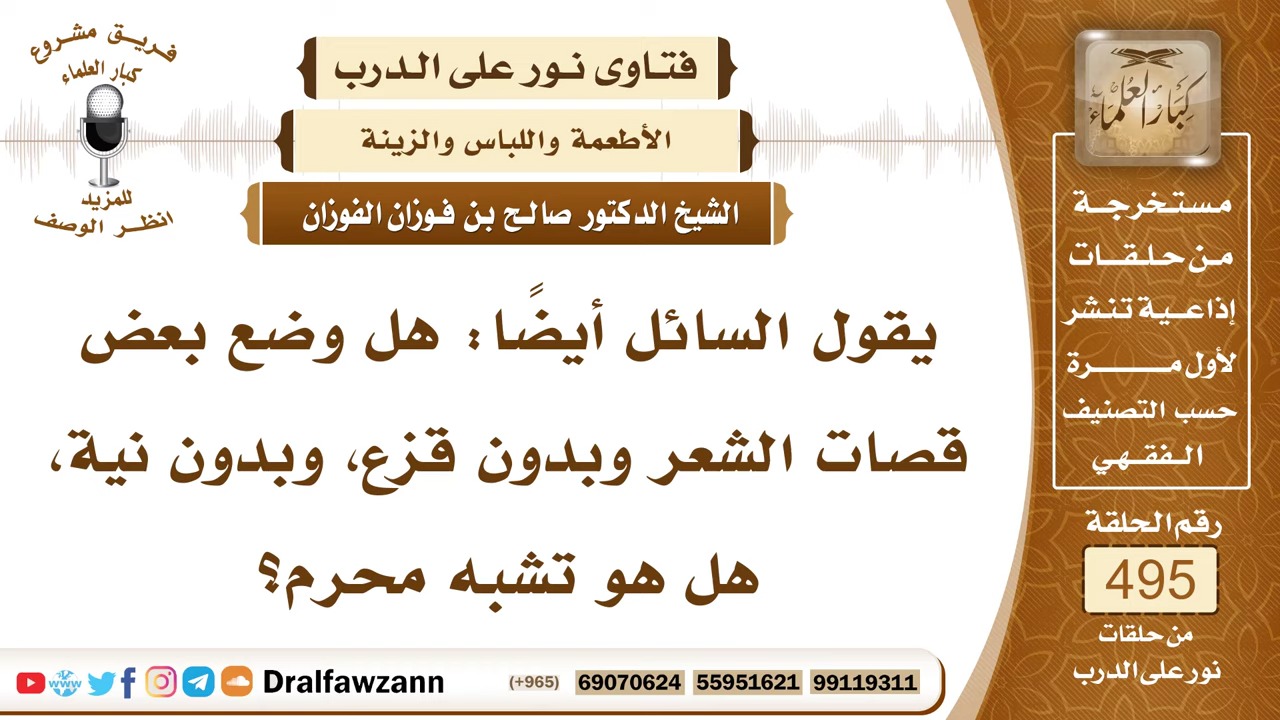 فريق مشروع
كبار العلماء
للمزيد
انظر الوصف
فتاوى نور على الدرب
الأطعمة واللباس والزينة
الشيخ الدكتور صالح بن فوزان الفوزان
يقول السائل أيضًا: هل وضع بعض
قصات الشعر وبدون قزع، وبدون نية،
هل هو تشبه محرم؟
كبار العلماء
مستخرجة
من حلقات
إذاعية تنشر
لأول مرة
حسب التصنيف
الفقهي
رقم الحلقة
495
من حلقات
نور على الدرب
www Dralfawzann (+965) 69070624 55951621 99119311